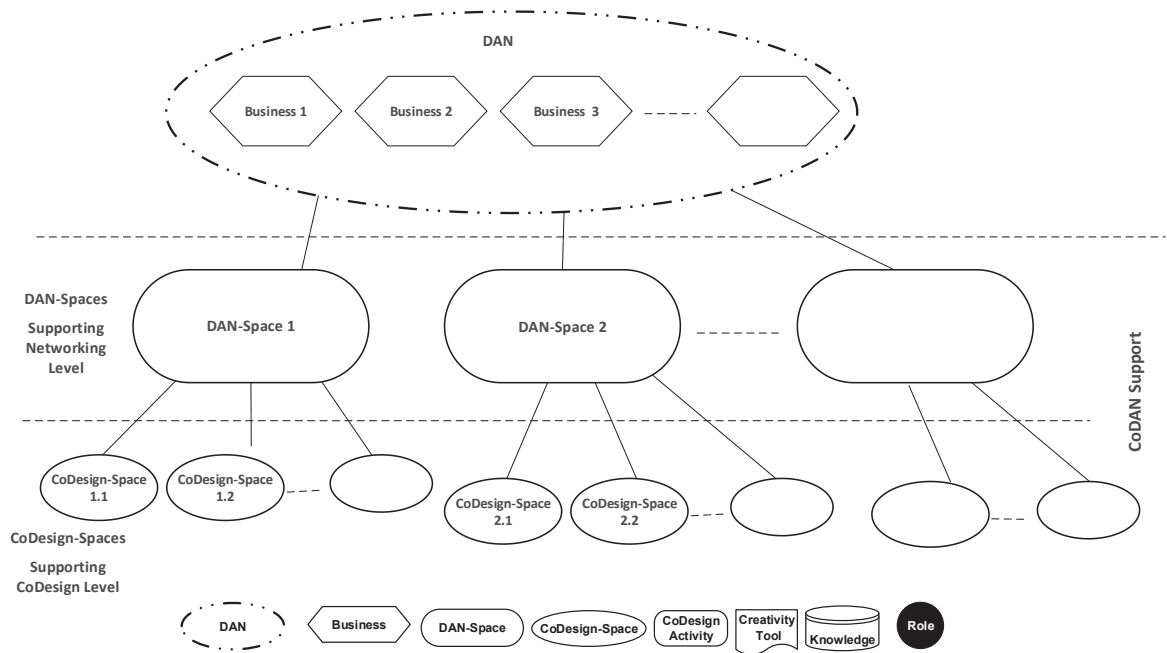 DAN
Business 1
Business 2
Business 3
DAN-Spaces
Supporting
Networking
Level
DAN-Space 1
DAN-Space 2
CoDAN Support
CoDesign-Space
1.1
CoDesign-Space
1.2
CoDesign-Space
2.1
CoDesign-Space
2.2
CoDesign-Spaces
Supporting
CoDesign Level
DAN
Business
DAN-Space
CoDesign-Space
CoDesign
Activity
Creativity
Tool
Knowledge
Role